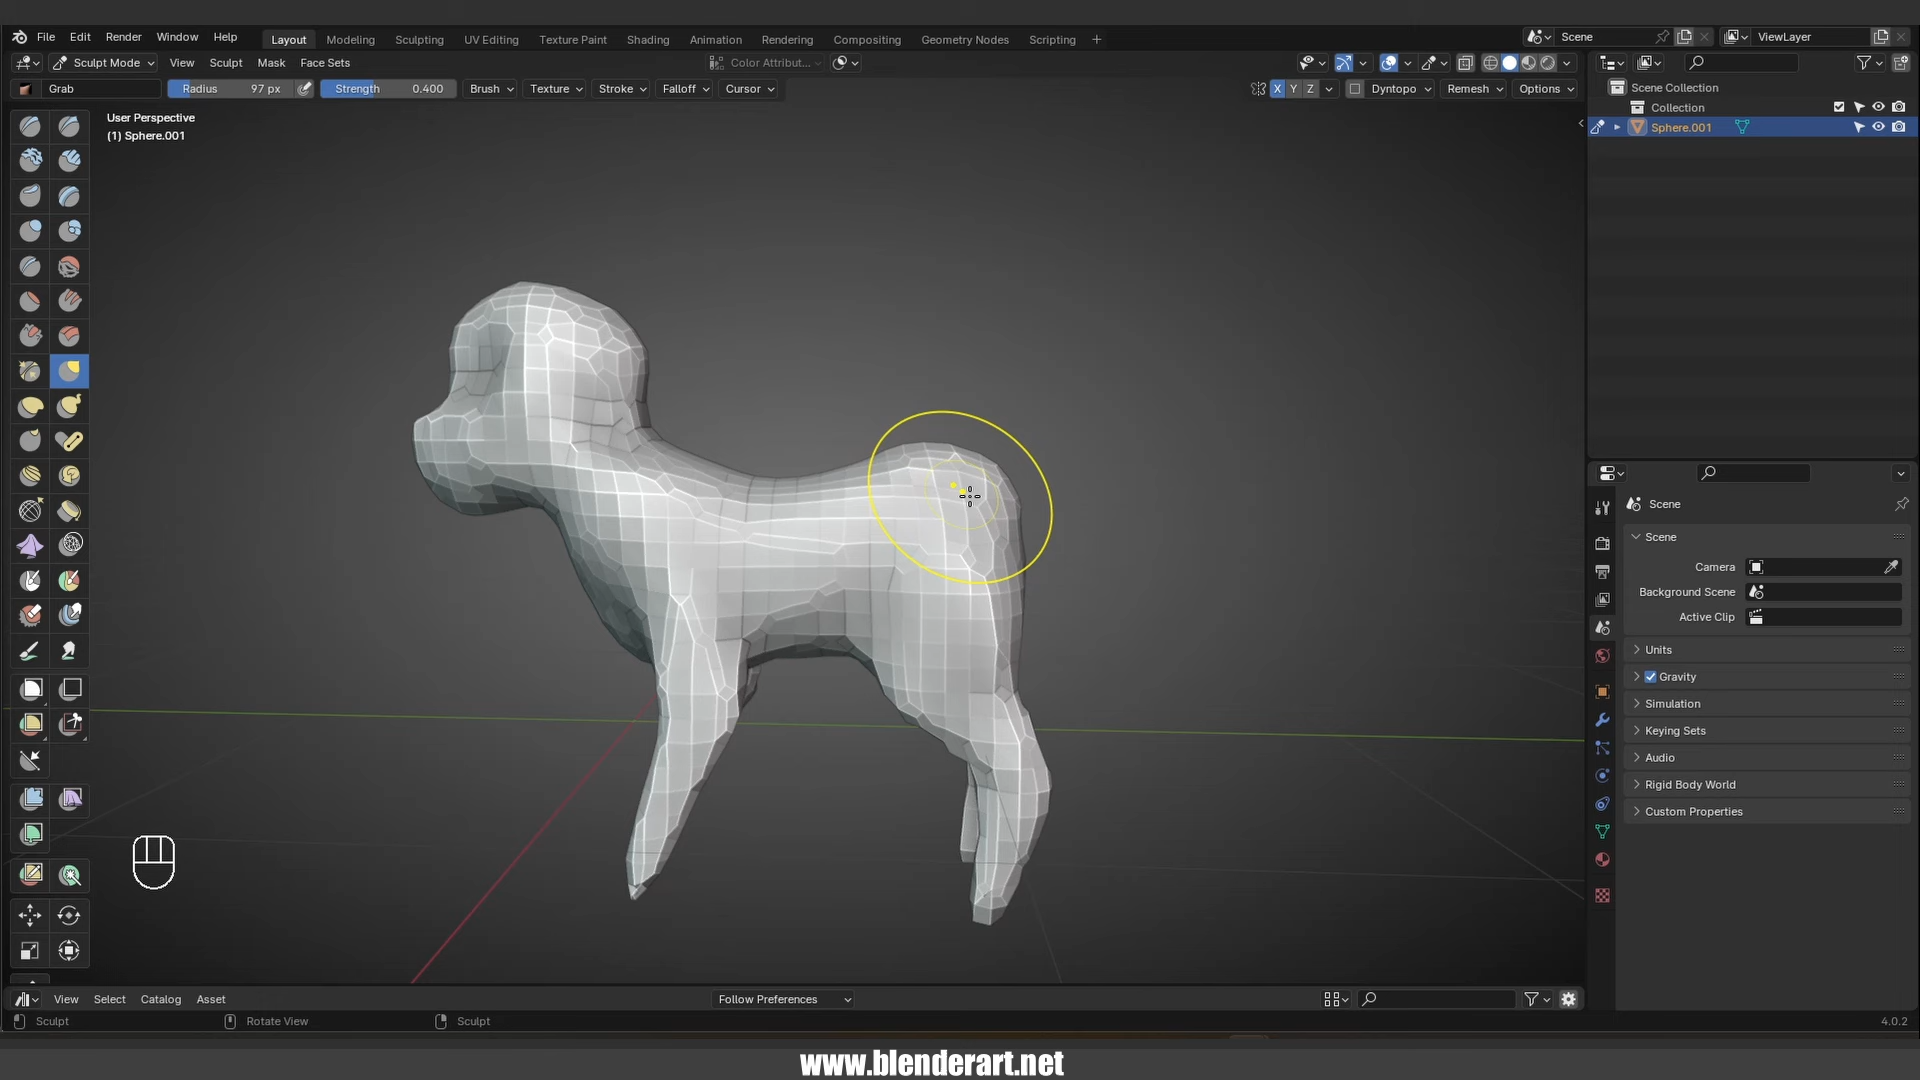 File Edit Render Window Help
Layout Modeling Sculpting UV Editing Texture Paint Shading Animation Rendering Compositing Geometry Nodes Scripting +
Scene
ViewLayer
Sculpt Mode View Sculpt Mask Face Sets
Color Attribut...
Grab
Radius 97 px
Strength 0.400
Brush Texture Stroke Falloff Cursor
X Y Z
Dyntopo Remesh Options
User Perspective
(1) Sphere.001
Scene Collection
Collection
Sphere.001
Scene
Scene
Camera
Background Scene
Active Clip
Units
Gravity
Simulation
Keying Sets
Audio
Rigid Body World
Custom Properties
View Select Catalog Asset
Follow Preferences
Sculpt
Rotate View
Sculpt
4.0.2
www.blenderart.net